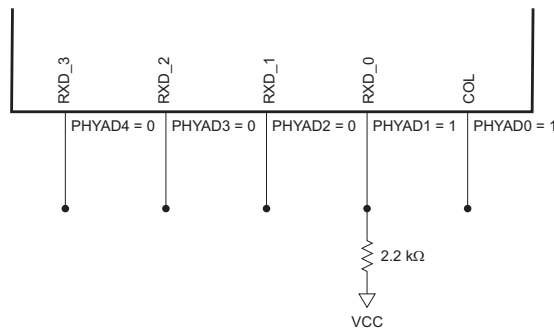 RXD_3
RXD_2
RXD_1
RXD_0
COL
PHYAD4 = 0
PHYAD3 = 0
PHYAD2 = 0
PHYAD1 = 1
PHYAD0 = 1
2.2 kΩ
VCC